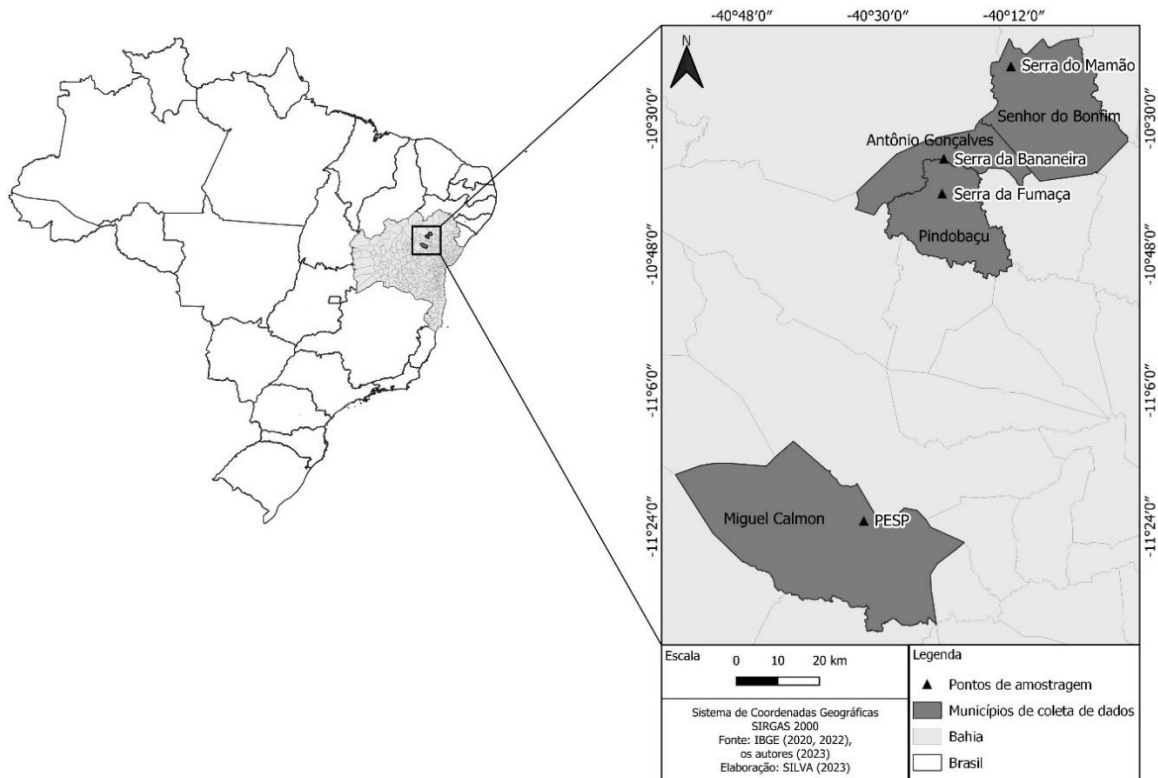 -40°48'0"
-40°30'0"
-40°12'0"
N
Serra do Mamão
-10°30'0"
-10°30'0"
Senhor do Bonfim
Antônio Gonçalves
Serra da Bananeira
Serra da Fumaça
Pindobaçu
-10°48'0"
-10°48'0"
-11°6'0"
-11°6'0"
Miguel Calmon
PESP
-11°24'0"
-11°24'0"
Escala
0 10 20 km
Sistema de Coordenadas Geográficas
SIRGAS 2000
Fonte: IBGE (2020, 2022),
os autores (2023)
Elaboração: SILVA (2023)
Legenda
Pontos de amostragem
Municípios de coleta de dados
Bahia
Brasil